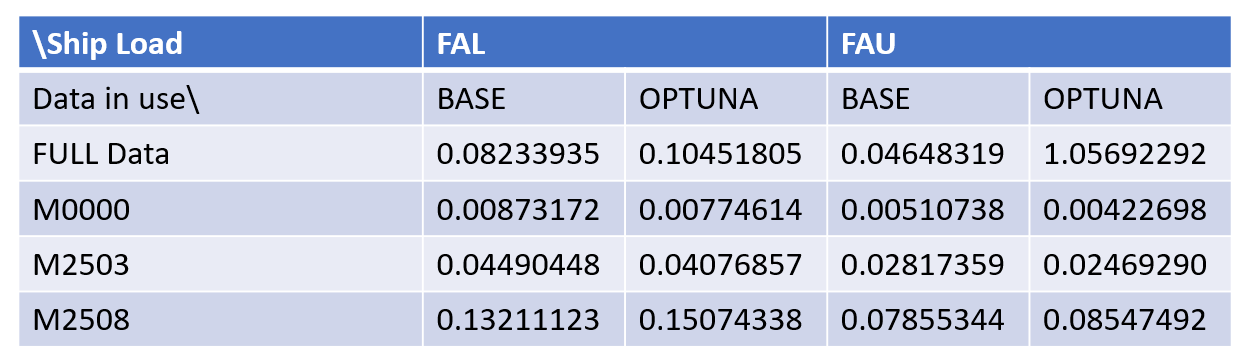 \Ship Load FAL FAU
Data in use\ BASE OPTUNA BASE OPTUNA
FULL Data 0.08233935 0.10451805 0.04648319 1.05692292
M0000 0.00873172 0.00774614 0.00510738 0.00422698
M2503 0.04490448 0.04076857 0.02817359 0.02469290
M2508 0.13211123 0.15074338 0.07855344 0.08547492